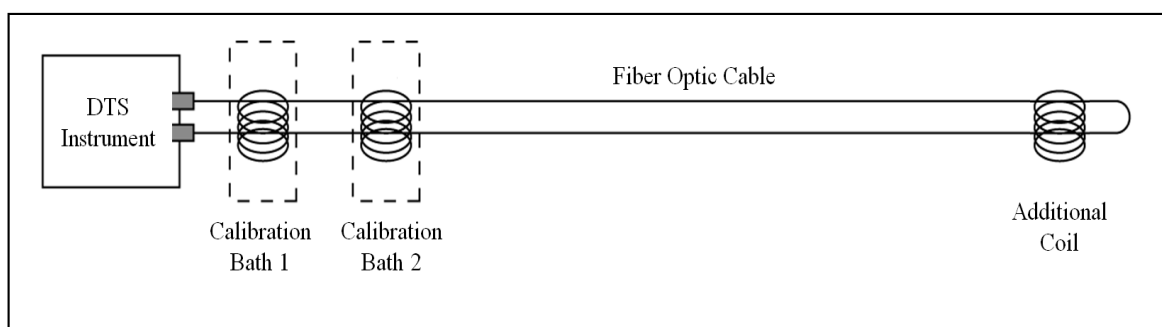 DTS
Instrument
Fiber Optic Cable
Calibration
Bath 1
Calibration
Bath 2
Additional
Coil